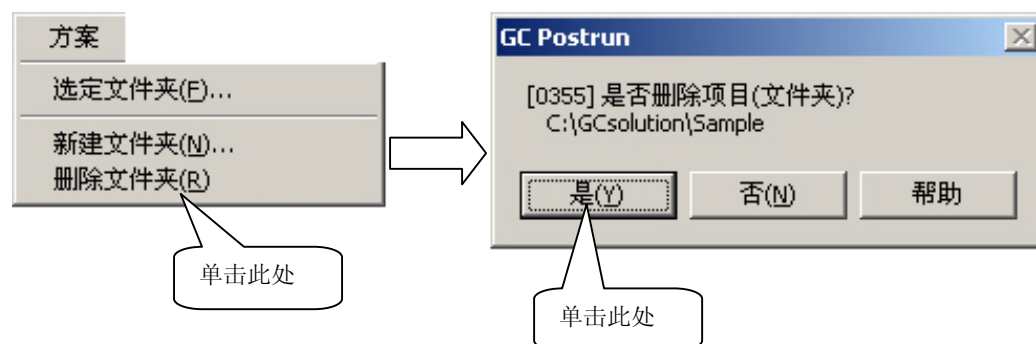 方案
选定文件夹(F)...
新建文件夹(N)...
删除文件夹(R)
单击此处
GC Postrun
[0355] 是否删除项目(文件夹)?
C:\GCsolution\Sample
是(Y) 否(N) 帮助
单击此处